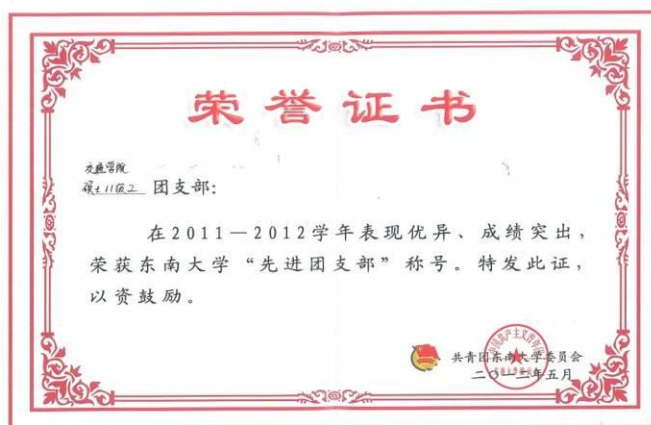 荣誉证书
交通学院
硕士11级2 团支部：
在2011—2012学年表现优异、成绩突出，
荣获东南大学“先进团支部”称号。特发此证，
以资鼓励。
共青团东南大学委员会
二〇一二年五月